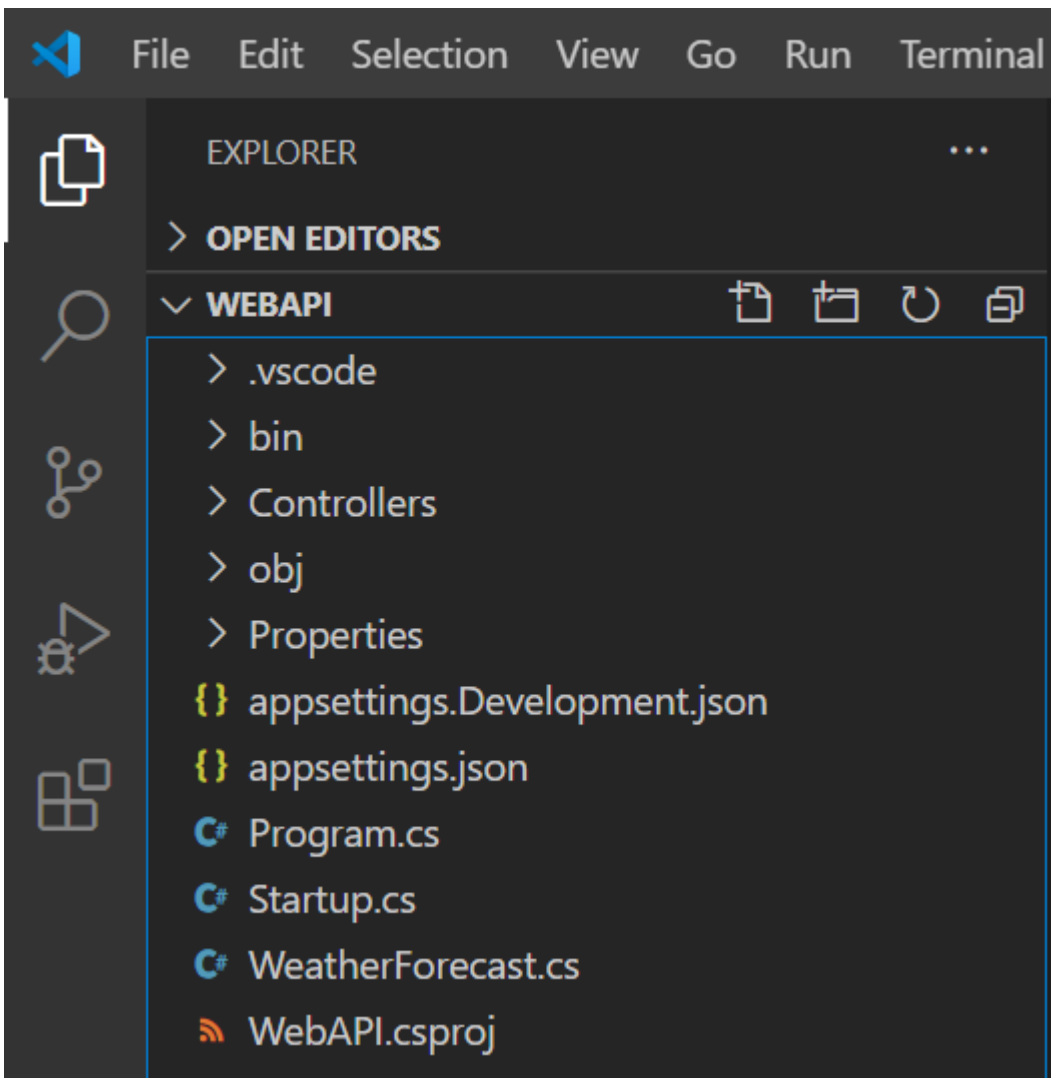 File Edit Selection View Go Run Terminal
EXPLORER
OPEN EDITORS
WEBAPI
.vscode
bin
Controllers
obj
Properties
appsettings.Development.json
appsettings.json
Program.cs
Startup.cs
WeatherForecast.cs
WebAPI.csproj